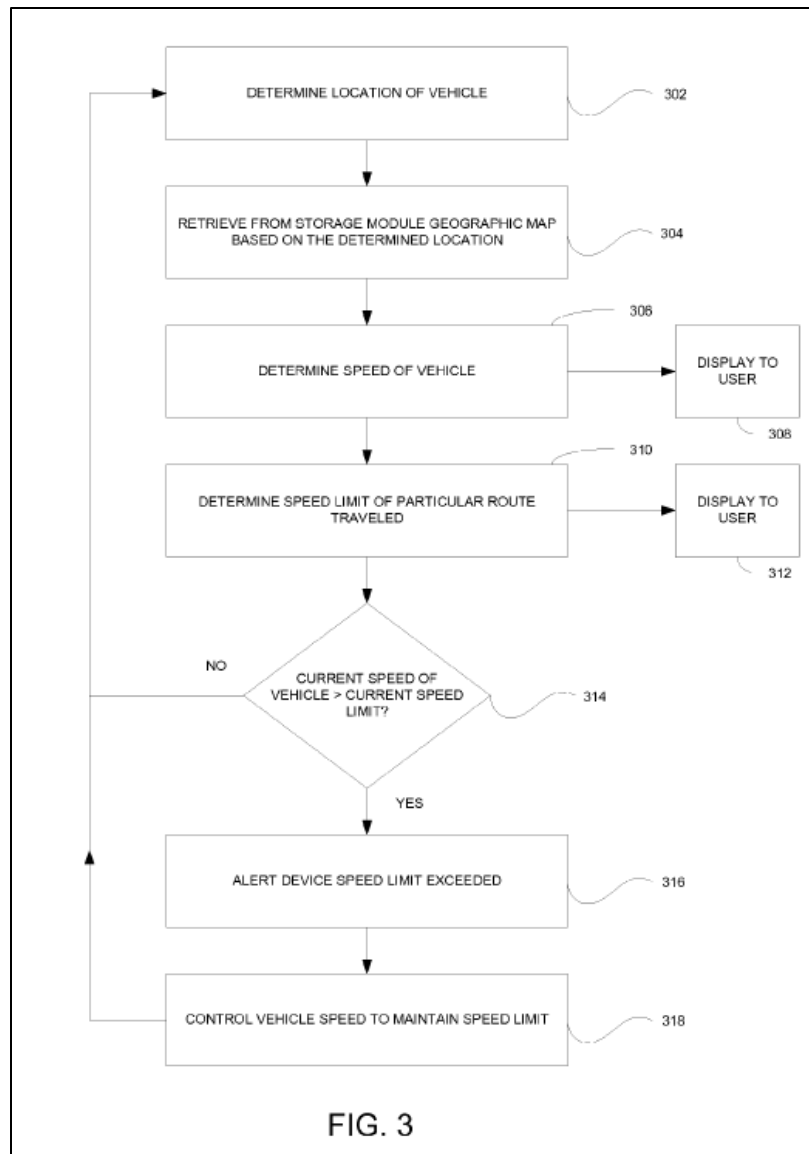 DETERMINE LOCATION OF VEHICLE
302
RETRIEVE FROM STORAGE MODULE GEOGRAPHIC MAP
BASED ON THE DETERMINED LOCATION
304
306
DETERMINE SPEED OF VEHICLE
DISPLAY TO
USER
308
310
DETERMINE SPEED LIMIT OF PARTICULAR ROUTE
TRAVELED
DISPLAY TO
USER
312
NO
CURRENT SPEED OF
VEHICLE > CURRENT SPEED
LIMIT?
314
YES
ALERT DEVICE SPEED LIMIT EXCEEDED
316
CONTROL VEHICLE SPEED TO MAINTAIN SPEED LIMIT
318
FIG. 3